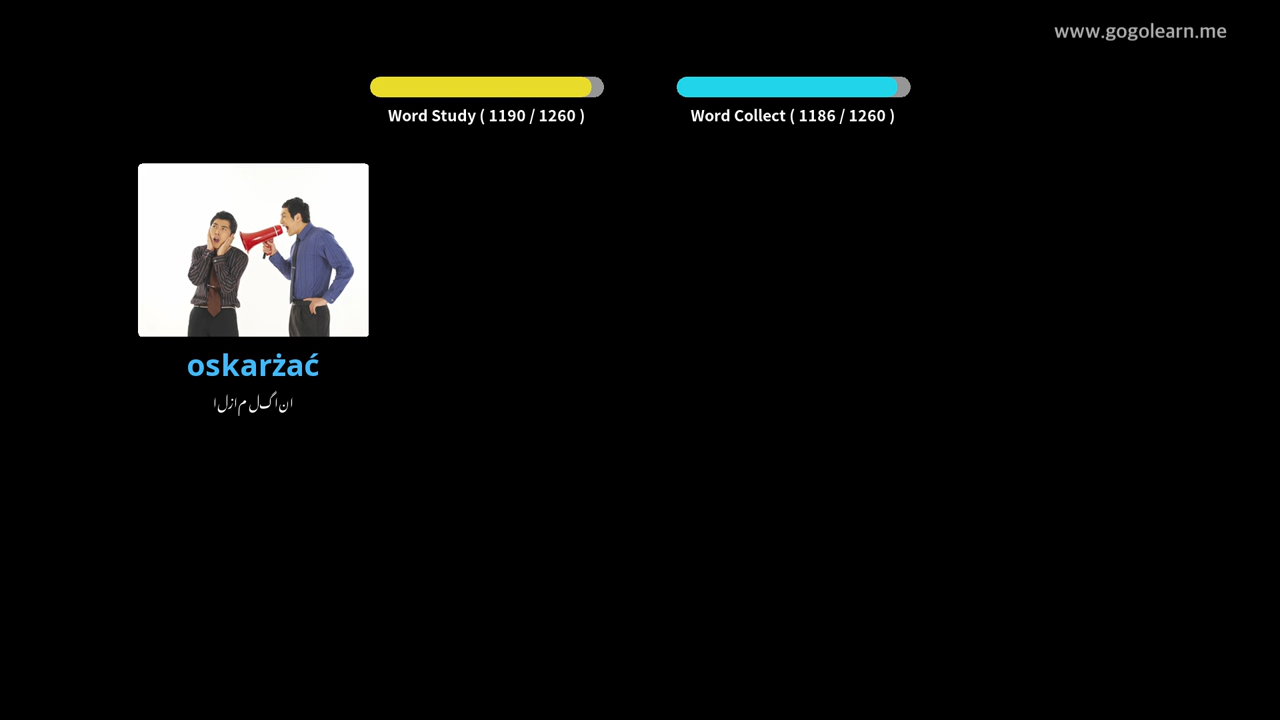 www.gogolearn.me
Word Study ( 1190 / 1260 )
Word Collect ( 1186 / 1260 )
oskarżać
الزام لگانا